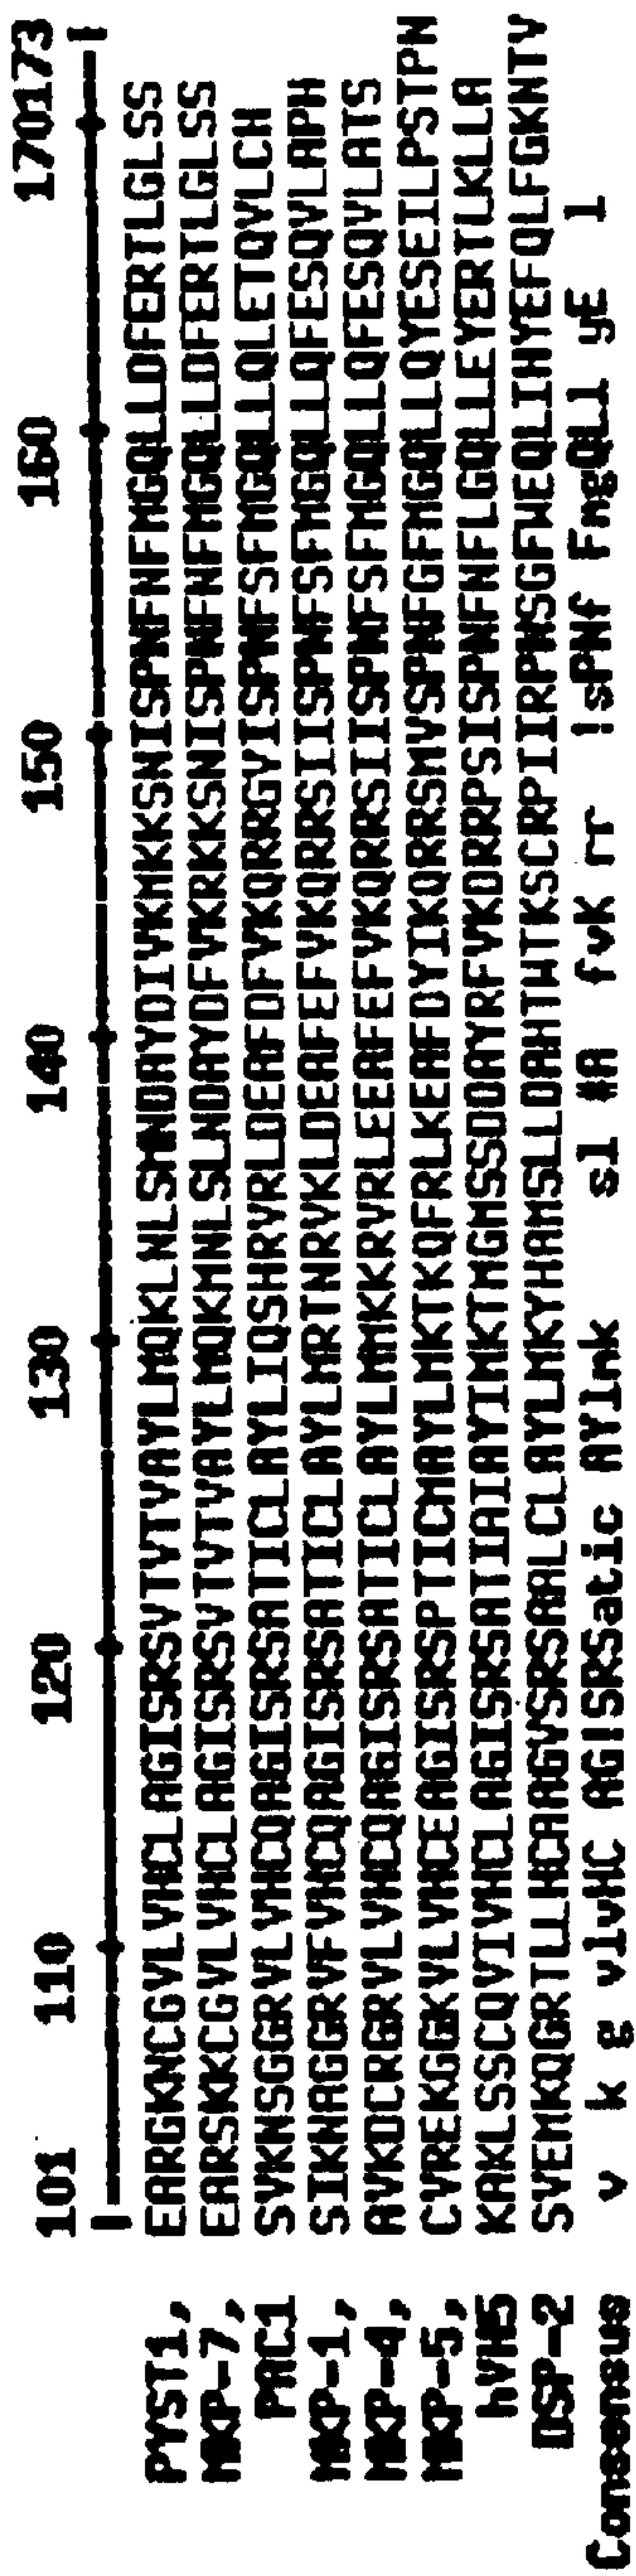 101 110 120 130 140 150 160 170173
PYST1, EARGKNCGVLVHCLAGISRSVTVTVAYLMQKLNLSMNDAYDIVKMKKSNISPNFNFMGQLLDFERTLGLSS
MKP-7, EARSKKCGVLVHCLAGISRSVTVTVAYLMQKMNLSLNDAYDFVKRKKSNISPNFNFMGQLLDFERTLGLSS
PAC1 SVKNSGGRVLVHCQAGISRSATICLAYLIQSHRVRLDEAFDFVKQRRGVISPNFSFMGQLLQLETQVLCH
MKP-1, SIKNAGGRVFVHCQAGISRSATICLAYLMRTNRVKLDEAFEFVKQRRSIISPNFSFMGQLLQFESQVLAPH
MKP-4, AVKDCRGRVLVHCQAGISRSATICLAYLMMKKRVRLEEAFEFVKQRRSIISPNFSFMGQLLQFESQVLATS
MKP-5, CVREKGGKVLVHCEAGISRSPTICMAYLMKTKQFRLKEAFDYIKQRRSMVSPNFGFMGQLLQYESEILPSTPN
hVH5 KAKLSSCQVIVHCLAGISRSATIAIAYIMKTMGMSSDDAYRFVKDRRPSISPNFNFLGQLLEYERTLKLLA
DSP-2 SVEMKQGRTLLHCAAGVSRSAALCLAYLMKYHAMSLLDAHTWTKSCRPIIRPNSGFWEQLIHYEFQLFGKNTV
Consensus v k g vlvHC AGISRSatic AYlmk sl #A fvK rr !sPNf FmgQLl yE l